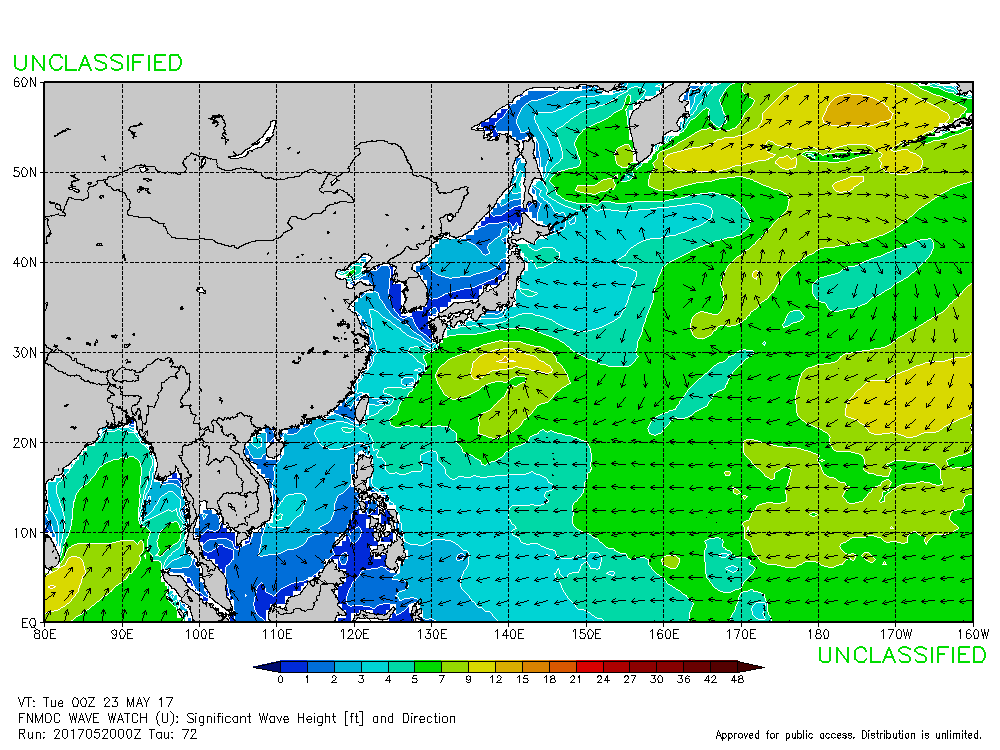 UNCLASSIFIED
60N
50N
40N
30N
20N
10N
EQ
80E 90E 100E 110E 120E 130E 140E 150E 160E 170E 180 170W 160W
UNCLASSIFIED
0 1 2 3 4 5 7 9 12 15 18 21 24 27 30 36 42 48
VT: Tue 00Z 23 MAY 17
FNMOC WAVE WATCH (U): Significant Wave Height [ft] and Direction
Run: 2017052000Z Tau: 72
Approved for public access. Distribution is unlimited.